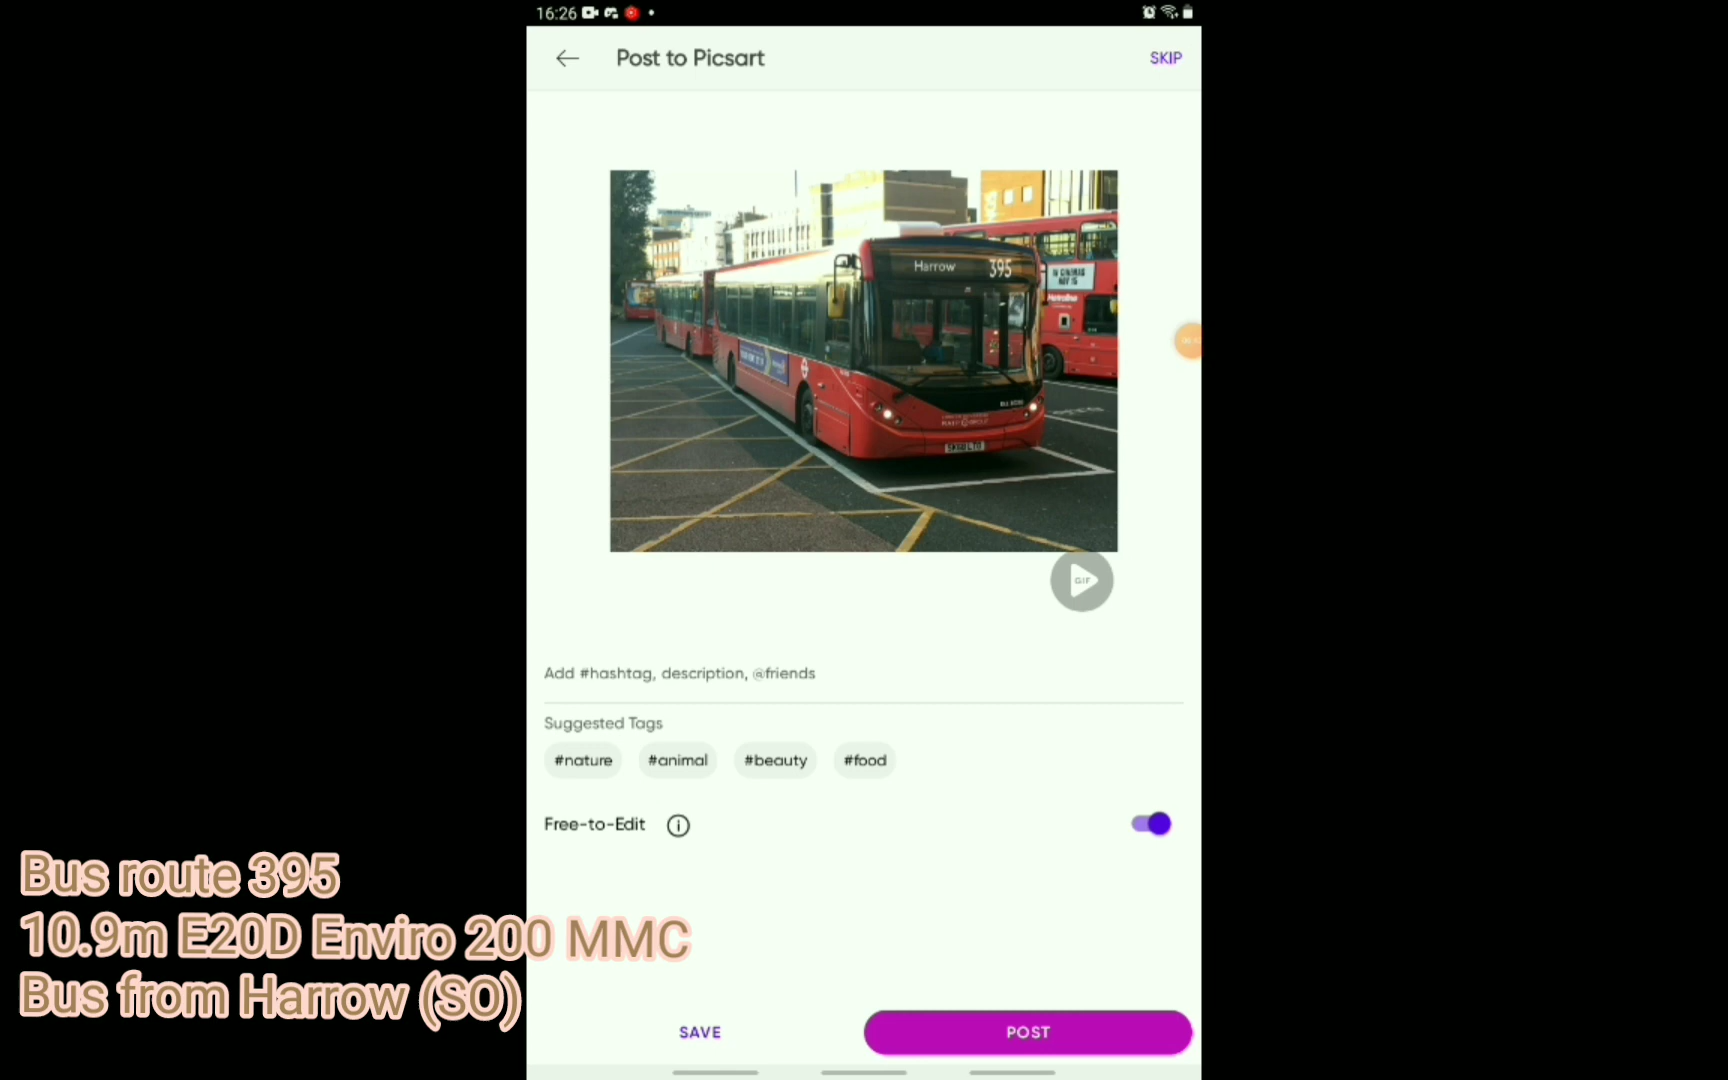 16:26
Post to Picsart
SKIP
Harrow 395
GIF
Add #hashtag, description, @friends
Suggested Tags
#nature #animal #beauty #food
Free-to-Edit
Bus route 395
10.9m E20D Enviro 200 MMC
Bus from Harrow (SO)
SAVE
POST